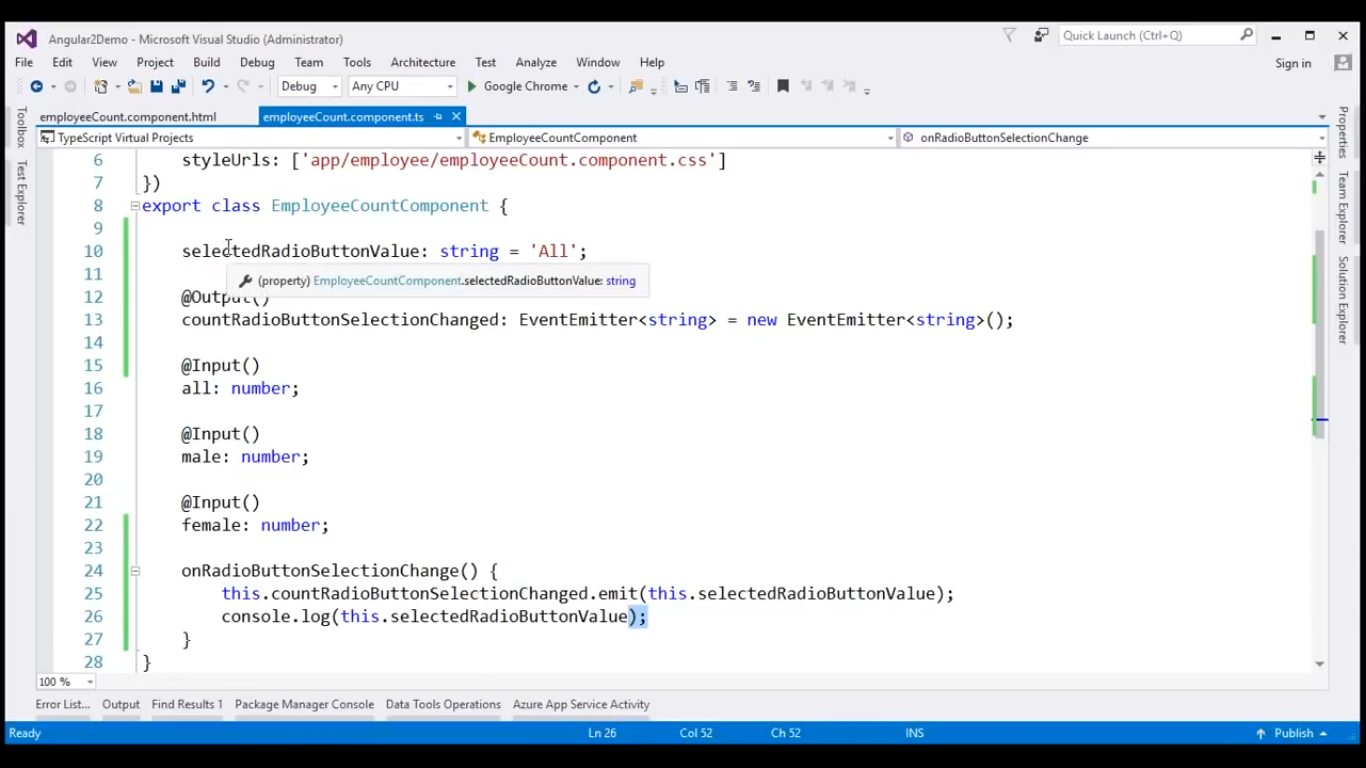 Angular2Demo - Microsoft Visual Studio (Administrator)
Quick Launch (Ctrl+Q)
File Edit View Project Build Debug Team Tools Architecture Test Analyze Window Help
Sign in
Debug Any CPU Google Chrome
Toolbox
Test Explorer
employeeCount.component.html employeeCount.component.ts
TypeScript Virtual Projects EmployeeCountComponent onRadioButtonSelectionChange
6 styleUrls: ['app/employee/employeeCount.component.css']
7 })
8 export class EmployeeCountComponent {
9
10 selectedRadioButtonValue: string = 'All';
11
(property) EmployeeCountComponent.selectedRadioButtonValue: string
12 @Output()
13 countRadioButtonSelectionChanged: EventEmitter<string> = new EventEmitter<string>();
14
15 @Input()
16 all: number;
17
18 @Input()
19 male: number;
20
21 @Input()
22 female: number;
23
24 onRadioButtonSelectionChange() {
25 this.countRadioButtonSelectionChanged.emit(this.selectedRadioButtonValue);
26 console.log(this.selectedRadioButtonValue);
27 }
28 }
Properties
Team Explorer
Solution Explorer
100 %
Error List... Output Find Results 1 Package Manager Console Data Tools Operations Azure App Service Activity
Ready Ln 26 Col 52 Ch 52 INS Publish